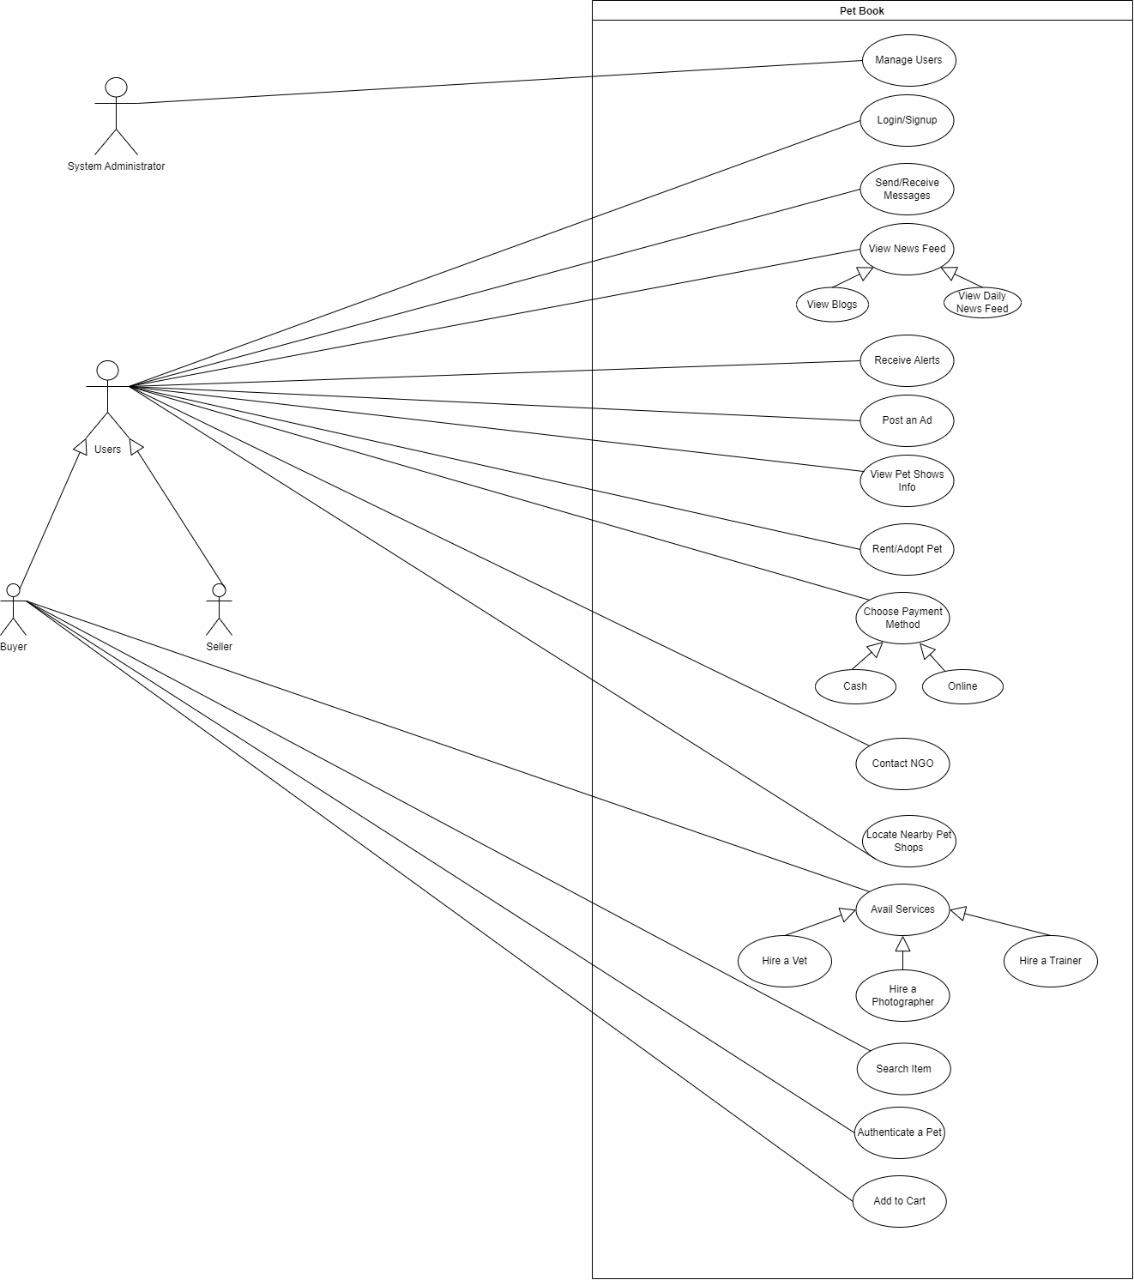 Pet Book
Manage Users
Login/Signup
System Administrator
Send/Receive
Messages
View News Feed
View Blogs
View Daily
News Feed
Receive Alerts
Post an Ad
Users
View Pet Shows
Info
Rent/Adopt Pet
Choose Payment
Method
Buyer
Seller
Cash
Online
Contact NGO
Locate Nearby Pet
Shops
Avail Services
Hire a Vet
Hire a Trainer
Hire a
Photographer
Search Item
Authenticate a Pet
Add to Cart